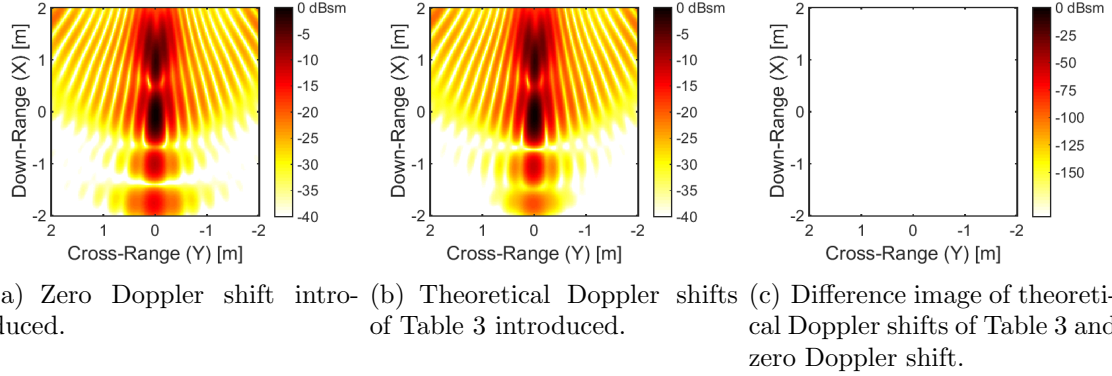 0 dBsm
-5
-10
-15
-20
-25
-30
-35
-40
2
1
0
-1
-2
Down-Range (X) [m]
2 1 0 -1 -2
Cross-Range (Y) [m]
0 dBsm
-5
-10
-15
-20
-25
-30
-35
-40
2
1
0
-1
-2
Down-Range (X) [m]
2 1 0 -1 -2
Cross-Range (Y) [m]
0 dBsm
-25
-50
-75
-100
-125
-150
2
1
0
-1
-2
Down-Range (X) [m]
2 1 0 -1 -2
Cross-Range (Y) [m]
a) Zero Doppler shift intro-
duced.
(b) Theoretical Doppler shifts
of Table 3 introduced.
(c) Difference image of theoreti-
cal Doppler shifts of Table 3 and
zero Doppler shift.